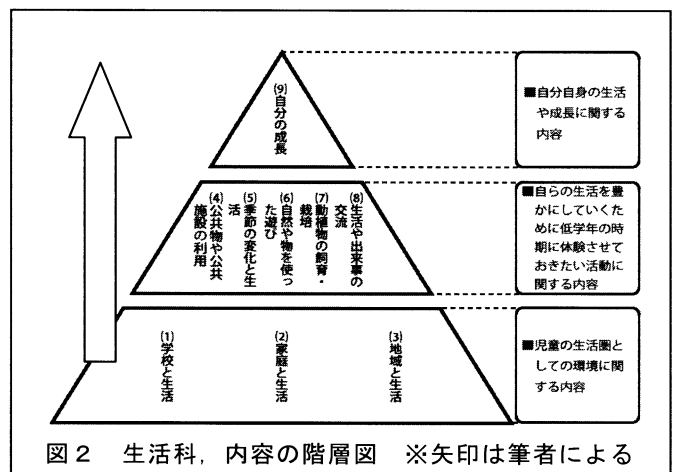 (9)自分の成長
■自分自身の生活
や成長に関する
内容
(4)公共物や公共
施設の利用
(5)季節の変化と生
活
(6)自然や物を使っ
た遊び
(7)動植物の飼育・
栽培
(8)生活や出来事の
交流
■自らの生活を豊
かにしていくた
めに低学年の時
期に体験させて
おきたい活動に
関する内容
(1)学校と生活
(2)家庭と生活
(3)地域と生活
■児童の生活圏と
しての環境に関
する内容
図2 生活科,内容の階層図 ※矢印は筆者による